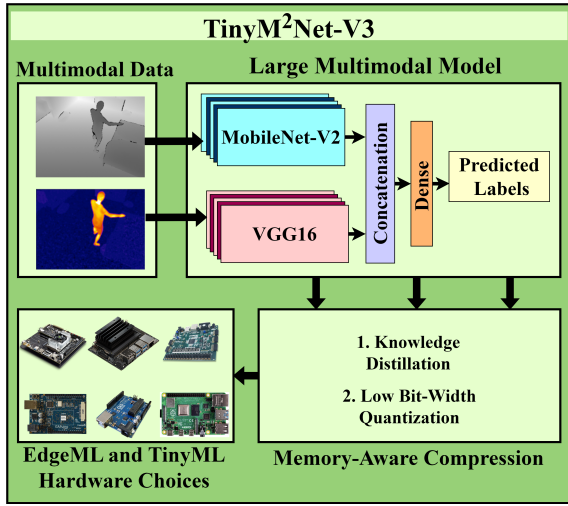 TinyM²Net-V3
Multimodal Data
Large Multimodal Model
MobileNet-V2
VGG16
Concatenation
Dense
Predicted
Labels
1. Knowledge
Distillation
2. Low Bit-Width
Quantization
EdgeML and TinyML
Hardware Choices
Memory-Aware Compression